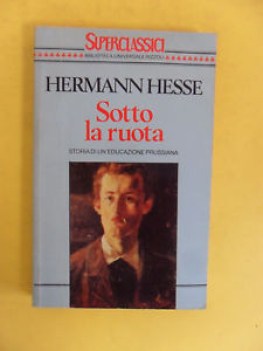 SUPERCLASSICI
BIBLIOTECA UNIVERSALE RIZZOLI
HERMANN HESSE
Sotto
la ruota
STORIA DI UN'EDUCAZIONE PRUSSIANA